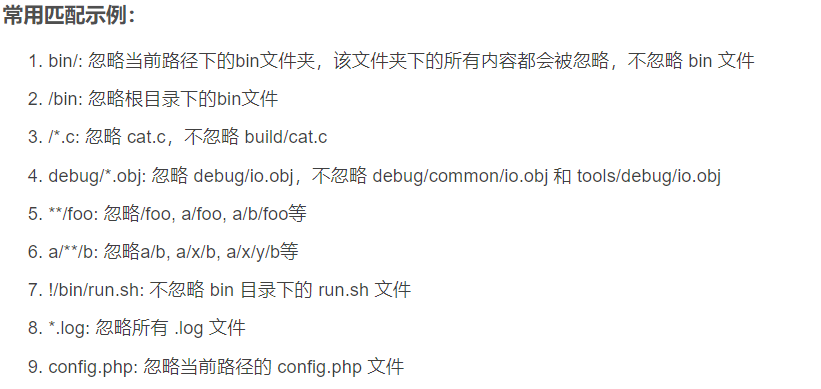 常用匹配示例：
1. bin/: 忽略当前路径下的bin文件夹，该文件夹下的所有内容都会被忽略，不忽略 bin 文件
2. /bin: 忽略根目录下的bin文件
3. /*.c: 忽略 cat.c，不忽略 build/cat.c
4. debug/*.obj: 忽略 debug/io.obj，不忽略 debug/common/io.obj 和 tools/debug/io.obj
5. **/foo: 忽略/foo, a/foo, a/b/foo等
6. a/**/b: 忽略a/b, a/x/b, a/x/y/b等
7. !/bin/run.sh: 不忽略 bin 目录下的 run.sh 文件
8. *.log: 忽略所有 .log 文件
9. config.php: 忽略当前路径的 config.php 文件